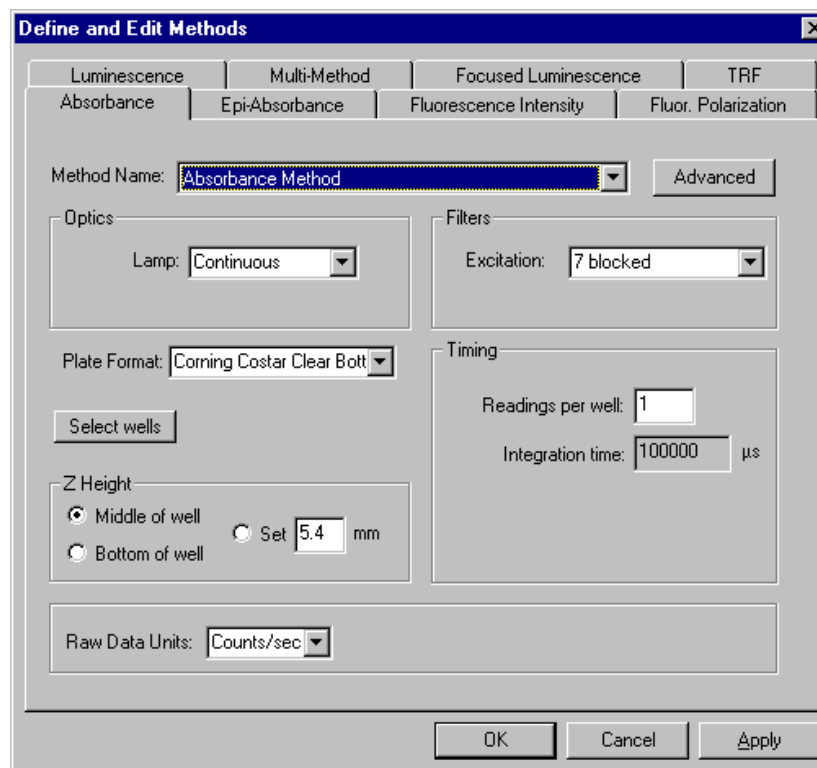 Define and Edit Methods
Luminescence Multi-Method Focused Luminescence TRF
Absorbance Epi-Absorbance Fluorescence Intensity Fluor. Polarization
Method Name: Absorbance Method Advanced
Optics
Lamp: Continuous
Filters
Excitation: 7 blocked
Plate Format: Corning Costar Clear Bott
Select wells
Timing
Readings per well: 1
Integration time: 100000 µs
Z Height
Middle of well
Bottom of well
Set 5.4 mm
Raw Data Units: Counts/sec
OK Cancel Apply